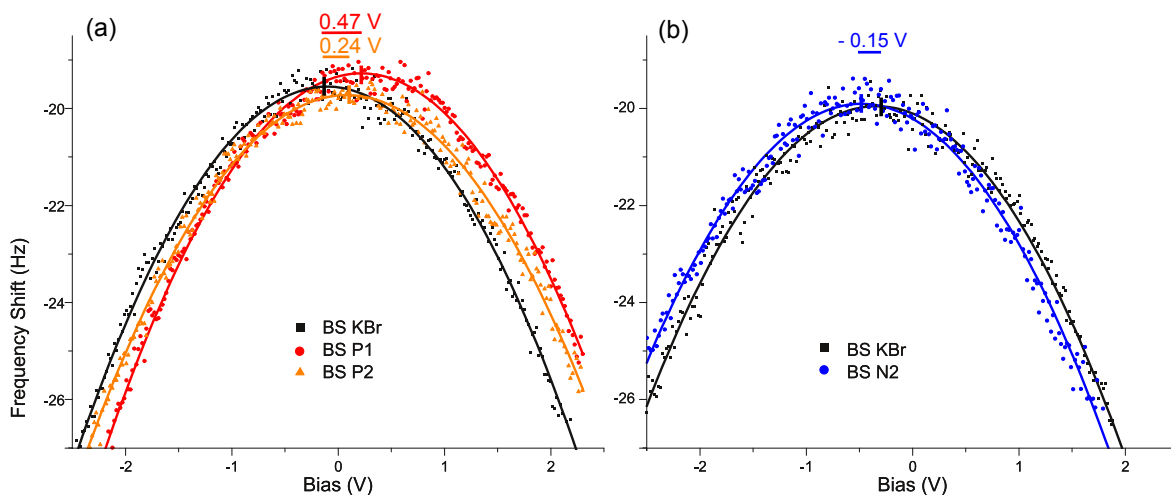 (a)
0.47 V
0.24 V
(b)
- 0.15 V
Frequency Shift (Hz)
-20
-22
-24
-26
BS KBr
BS P1
BS P2
-2
-1
0
1
2
Bias (V)
-20
-22
-24
-26
BS KBr
BS N2
-2
-1
0
1
2
Bias (V)